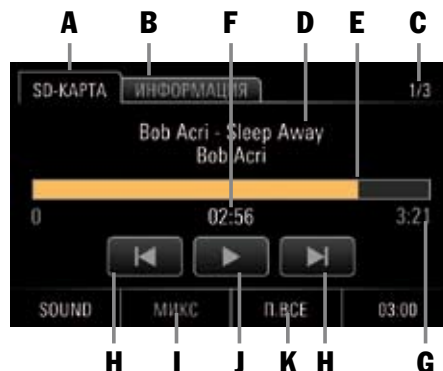 A B F D E C
SD-КАРТА ИНФОРМАЦИЯ 1/3
Bob Acri - Sleep Away
Bob Acri
0 02:56 3:21
SOUND МИКС П.ВСЕ 03:00
H I J K H G